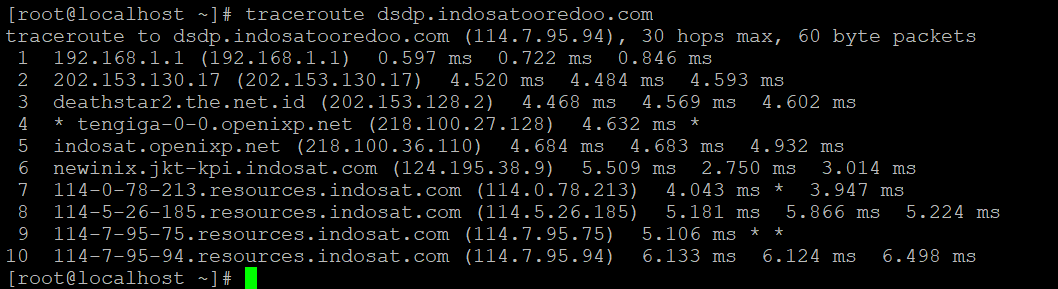 [root@localhost ~]# traceroute dsdp.indosatooredoo.com
traceroute to dsdp.indosatooredoo.com (114.7.95.94), 30 hops max, 60 byte packets
 1  192.168.1.1 (192.168.1.1)  0.597 ms  0.722 ms  0.846 ms
 2  202.153.130.17 (202.153.130.17)  4.520 ms  4.484 ms  4.593 ms
 3  deathstar2.the.net.id (202.153.128.2)  4.468 ms  4.569 ms  4.602 ms
 4  * tengiga-0-0.openixp.net (218.100.27.128)  4.632 ms *
 5  indosat.openixp.net (218.100.36.110)  4.684 ms  4.683 ms  4.932 ms
 6  newinix.jkt-kpi.indosat.com (124.195.38.9)  5.509 ms  2.750 ms  3.014 ms
 7  114-0-78-213.resources.indosat.com (114.0.78.213)  4.043 ms *  3.947 ms
 8  114-5-26-185.resources.indosat.com (114.5.26.185)  5.181 ms  5.866 ms  5.224 ms
 9  114-7-95-75.resources.indosat.com (114.7.95.75)  5.106 ms * *
10  114-7-95-94.resources.indosat.com (114.7.95.94)  6.133 ms  6.124 ms  6.498 ms
[root@localhost ~]#